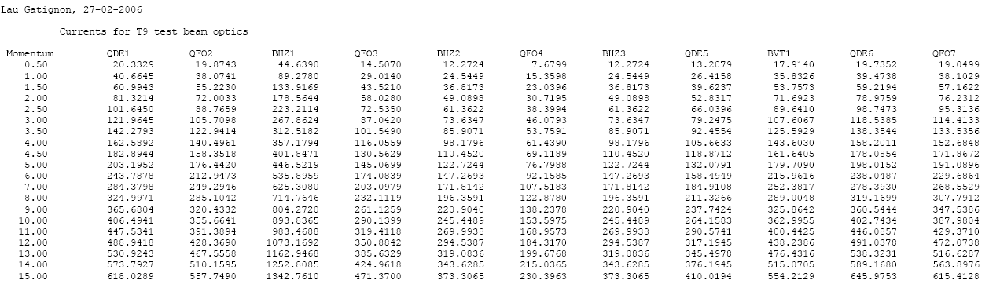 Lau Gatignon, 27-02-2006
Currents for T9 test beam optics
Momentum QDE1 QFO2 BHZ1 QFO3 BHZ2 QFO4 BHZ3 QDE5 BVT1 QDE6 QFO7
0.50 20.3329 19.8743 44.6390 14.5070 12.2724 7.6799 12.2724 13.2079 17.9140 19.7352 19.0499
1.00 40.6645 38.0741 89.2780 29.0140 24.5449 15.3598 24.5449 26.4158 35.8326 39.4738 38.1029
1.50 60.9943 55.2230 133.9169 43.5210 36.8173 23.0396 36.8173 39.6237 53.7573 59.2194 57.1622
2.00 81.3214 72.0033 178.5644 58.0280 49.0898 30.7195 49.0898 52.8317 71.6923 78.9759 76.2312
2.50 101.6450 88.7659 223.2114 72.5350 61.3622 38.3994 61.3622 66.0396 89.6410 98.7473 95.3136
3.00 121.9645 105.7098 267.8624 87.0420 73.6347 46.0793 73.6347 79.2475 107.6067 118.5385 114.4133
3.50 142.2793 122.9414 312.5182 101.5490 85.9071 53.7591 85.9071 92.4554 125.5929 138.3544 133.5356
4.00 162.5892 140.4961 357.1794 116.0559 98.1796 61.4390 98.1796 105.6633 143.6030 158.2011 152.6848
4.50 182.8944 158.3518 401.8471 130.5629 110.4520 69.1189 110.4520 118.8712 161.6405 178.0854 171.8672
5.00 203.1952 176.4420 446.5219 145.0699 122.7244 76.7988 122.7244 132.0791 179.7090 198.0152 191.0896
6.00 243.7878 212.9473 535.8959 174.0839 147.2693 92.1585 147.2693 158.4949 215.9616 238.0487 229.6864
7.00 284.3798 249.2946 625.3080 203.0979 171.8142 107.5183 171.8142 184.9108 252.3817 278.3930 268.5529
8.00 324.9971 285.1042 714.7646 232.1119 196.3591 122.8780 196.3591 211.3266 289.0048 319.1699 307.7912
9.00 365.6804 320.4332 804.2720 261.1259 220.9040 138.2378 220.9040 237.7424 325.8642 360.5444 347.5386
10.00 406.4941 355.6641 893.8365 290.1399 245.4489 153.5975 245.4489 264.1583 362.9955 402.7434 387.9804
11.00 447.5341 391.3894 983.4688 319.4118 269.9938 168.9573 269.9938 290.5741 400.4425 446.0857 429.3710
12.00 488.9418 428.3690 1073.1692 350.8842 294.5387 184.3170 294.5387 317.1945 438.2386 491.0378 472.0738
13.00 530.9243 467.5558 1162.9468 385.6329 319.0836 199.6768 319.0836 345.4978 476.4316 538.3231 516.6287
14.00 573.7927 510.1595 1252.8085 424.9618 343.6285 215.0365 343.6285 376.1945 515.0705 589.1680 563.8976
15.00 618.0289 557.7490 1342.7610 471.3700 373.3065 230.3963 373.3065 410.0194 554.2129 645.9753 615.4128